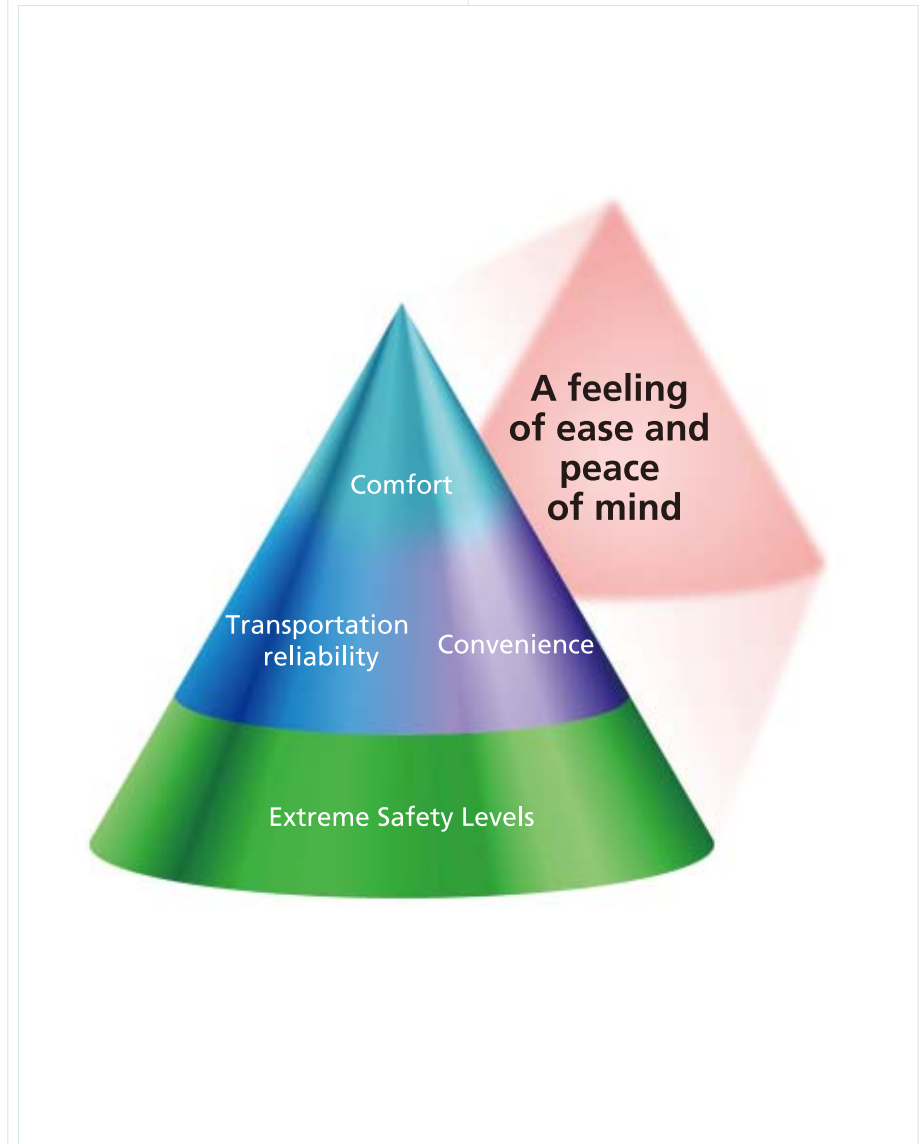 A feeling
of ease and
peace
of mind
Comfort
Transportation
reliability
Convenience
Extreme Safety Levels